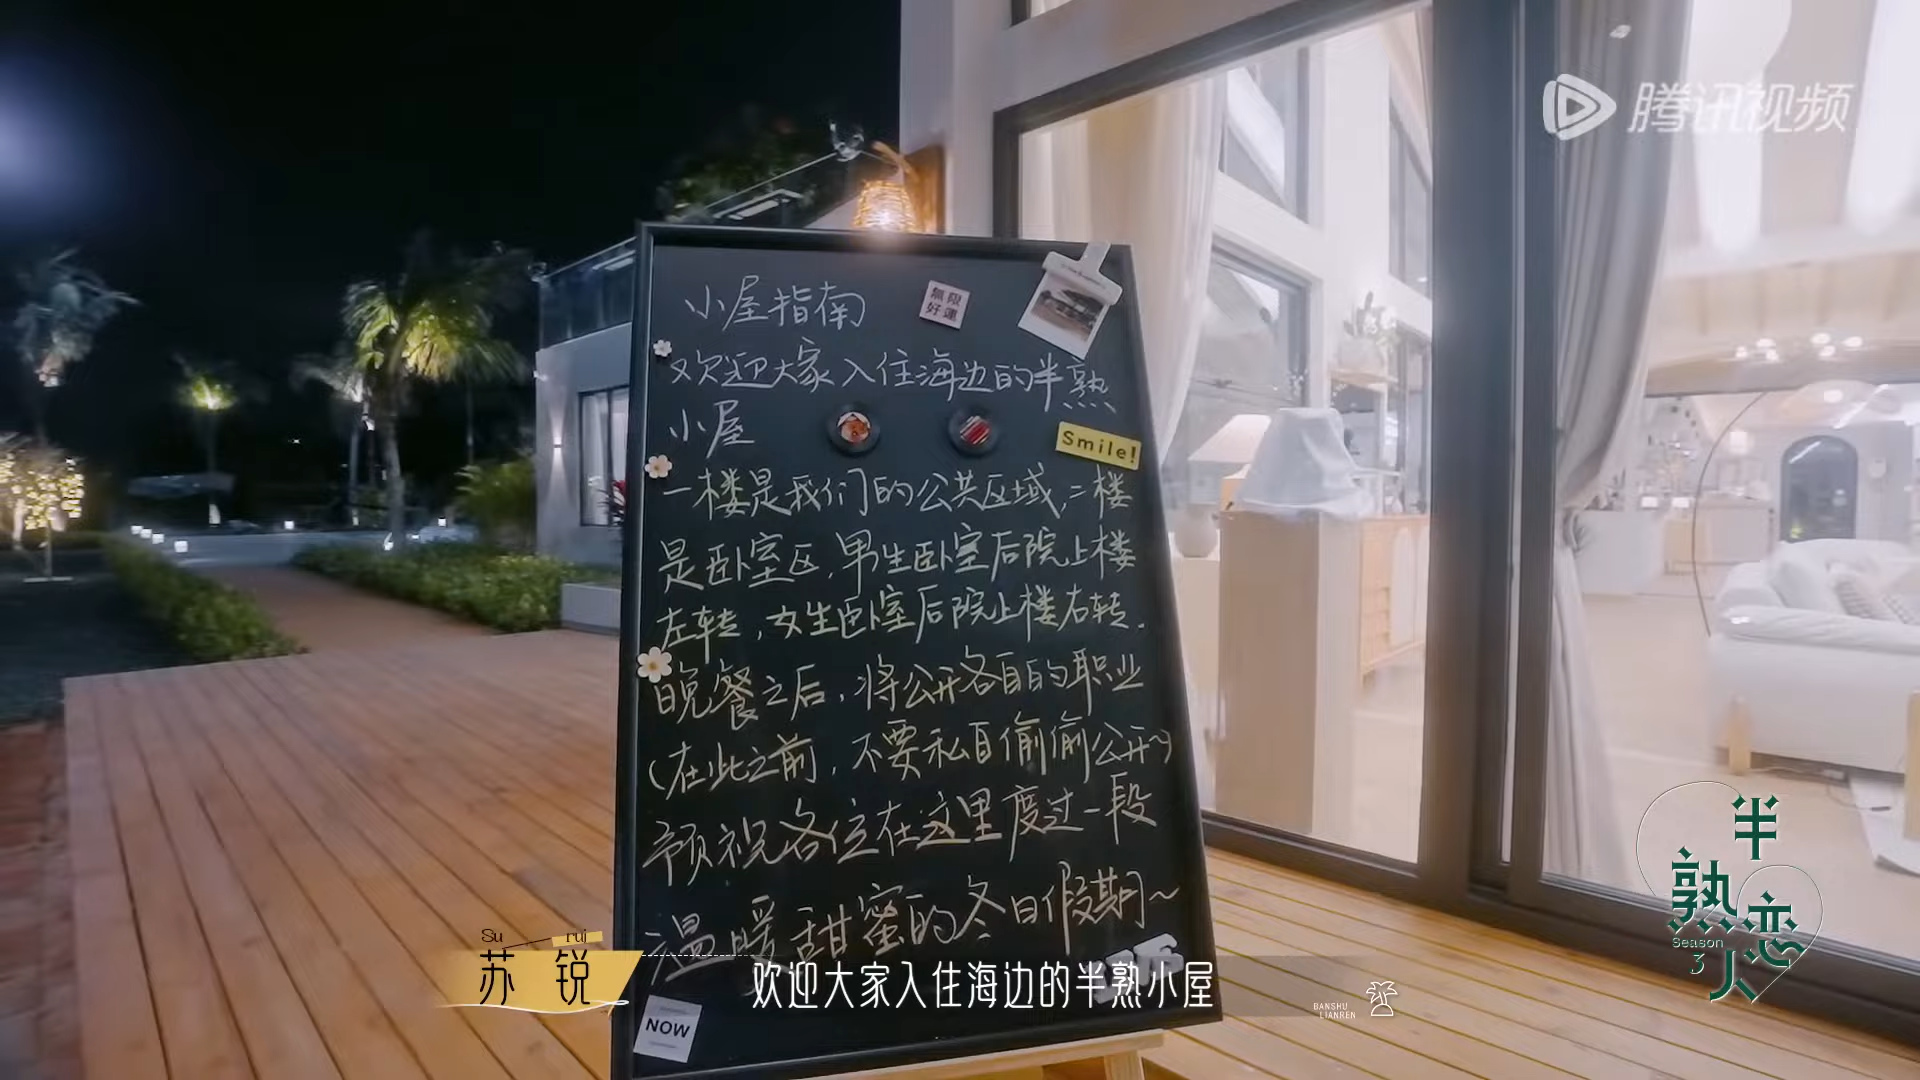 腾讯视频
小屋指南
無限
好運
欢迎大家入住海边的半熟
小屋
Smile!
一楼是我们的公共区域，二楼
是卧室区，男生卧室后院上楼
左转，女生卧室后院上楼右转．
晚餐之后，将公开各自的职业
（在此之前，不要私自偷偷公开~）
预祝各位在这里度过一段
温暖甜蜜的冬日假期~
NOW
Su rui
苏锐
欢迎大家入住海边的半熟小屋
BANSHU
LIANREN
半熟恋人
Season
3